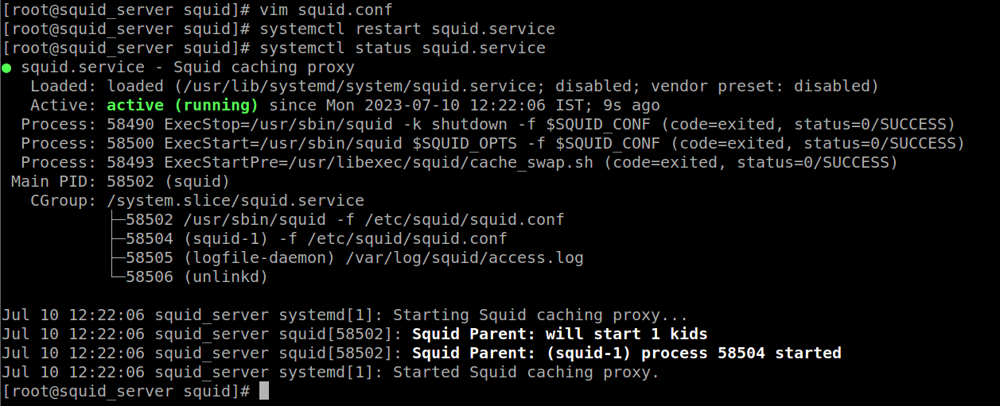 [root@squid_server squid]# vim squid.conf
[root@squid_server squid]# systemctl restart squid.service
[root@squid_server squid]# systemctl status squid.service
● squid.service - Squid caching proxy
   Loaded: loaded (/usr/lib/systemd/system/squid.service; disabled; vendor preset: disabled)
   Active: active (running) since Mon 2023-07-10 12:22:06 IST; 9s ago
  Process: 58490 ExecStop=/usr/sbin/squid -k shutdown -f $SQUID_CONF (code=exited, status=0/SUCCESS)
  Process: 58500 ExecStart=/usr/sbin/squid $SQUID_OPTS -f $SQUID_CONF (code=exited, status=0/SUCCESS)
  Process: 58493 ExecStartPre=/usr/libexec/squid/cache_swap.sh (code=exited, status=0/SUCCESS)
 Main PID: 58502 (squid)
   CGroup: /system.slice/squid.service
           ├─58502 /usr/sbin/squid -f /etc/squid/squid.conf
           ├─58504 (squid-1) -f /etc/squid/squid.conf
           ├─58505 (logfile-daemon) /var/log/squid/access.log
           └─58506 (unlinkd)

Jul 10 12:22:06 squid_server systemd[1]: Starting Squid caching proxy...
Jul 10 12:22:06 squid_server squid[58502]: Squid Parent: will start 1 kids
Jul 10 12:22:06 squid_server squid[58502]: Squid Parent: (squid-1) process 58504 started
Jul 10 12:22:06 squid_server systemd[1]: Started Squid caching proxy.
[root@squid_server squid]#